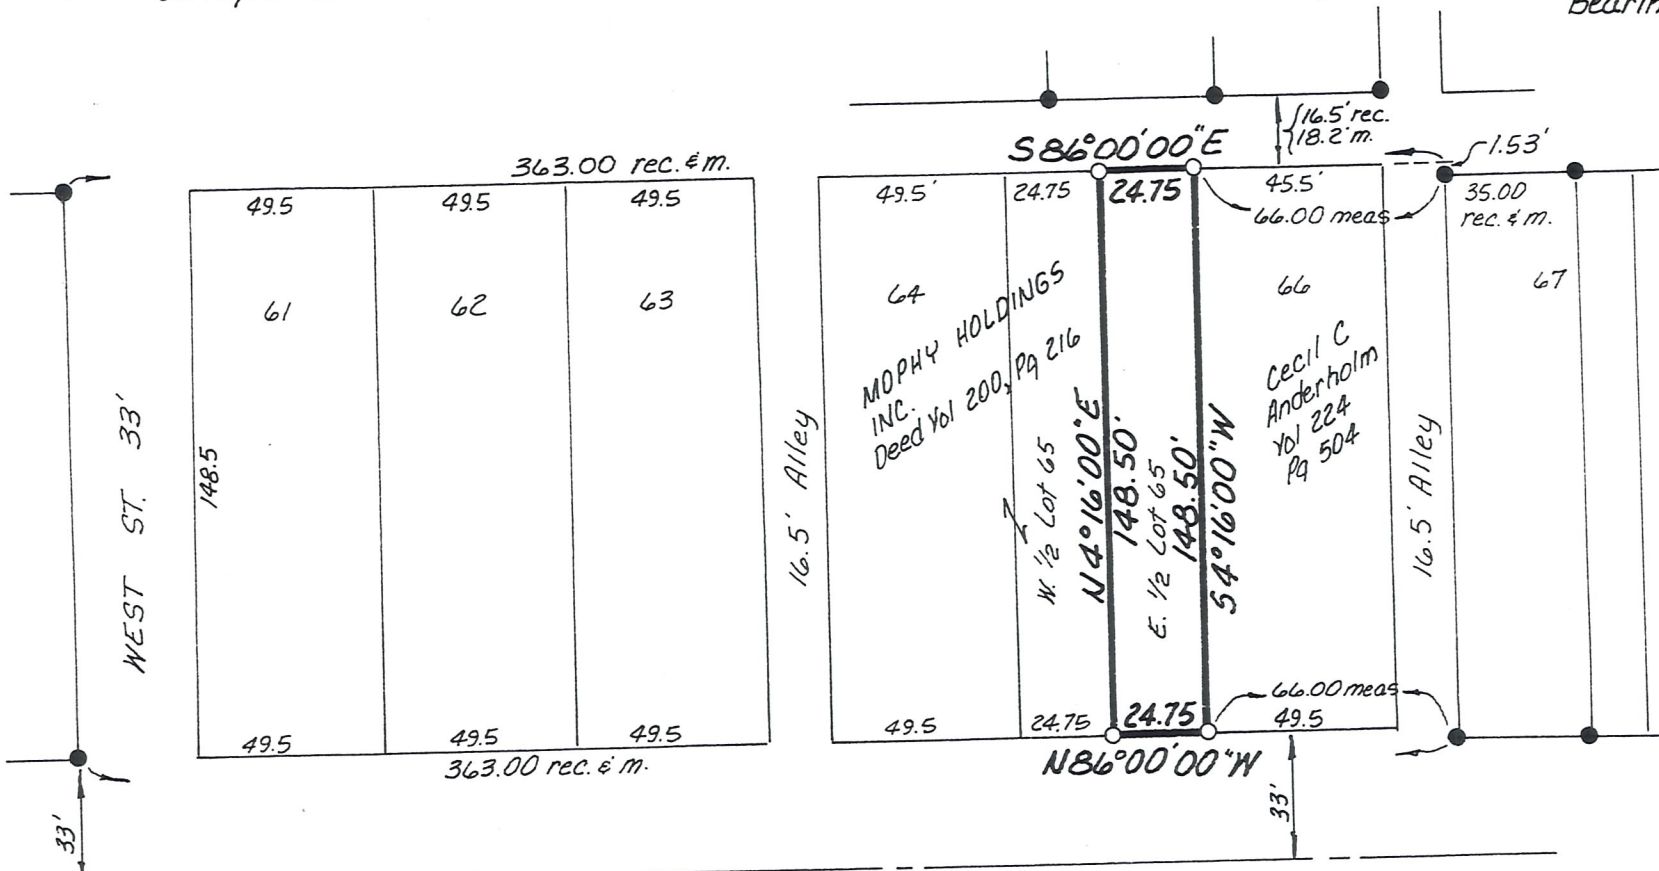 Bearin
16.5' rec.
18.2' m.
S86°00'00"E
1.53'
363.00 rec. & m.
49.5
49.5
49.5
49.5'
24.75
24.75
45.5'
35.00
rec. & m.
66.00 meas
61
62
63
64
66
67
MOPHY HOLDINGS
INC.
Deed Vol 200, Pg 216
Cecil C
Anderholm
Vol 224
Pg 504
WEST ST. 33'
148.5
16.5' Alley
W. 1/2 Lot 65
N4°16'00"E
148.50'
E. 1/2 Lot 65
148.50'
S4°16'00"W
16.5' Alley
66.00 meas
49.5
49.5
49.5
49.5
24.75
24.75
49.5
363.00 rec. & m.
N86°00'00"W
33'
33'